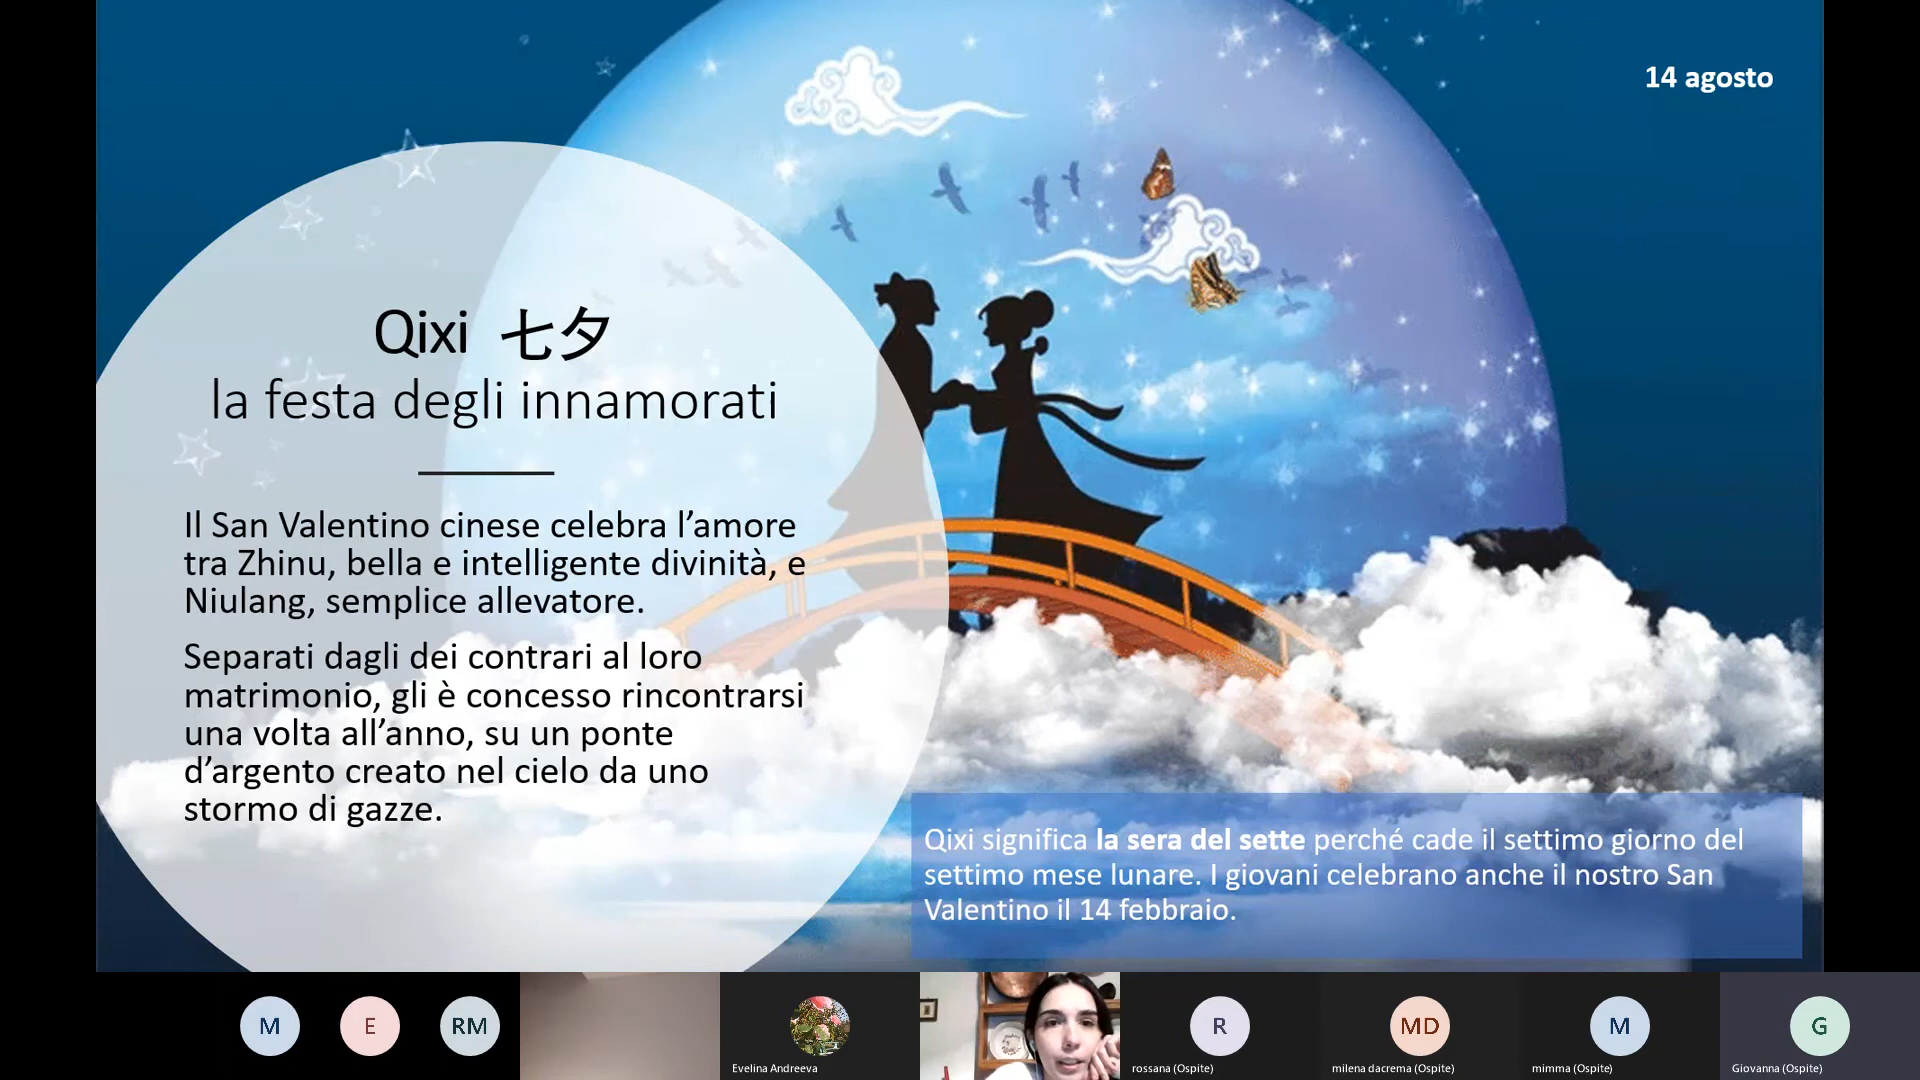 14 agosto
Qixi 七夕
la festa degli innamorati
Il San Valentino cinese celebra l’amore
tra Zhinu, bella e intelligente divinità, e
Niulang, semplice allevatore.
Separati dagli dei contrari al loro
matrimonio, gli è concesso rincontrarsi
una volta all’anno, su un ponte
d’argento creato nel cielo da uno
stormo di gazze.
Qixi significa la sera del sette perché cade il settimo giorno del
settimo mese lunare. I giovani celebrano anche il nostro San
Valentino il 14 febbraio.
M
E
RM
Evelina Andreeva
R
rossana (Ospite)
MD
milena dacrema (Ospite)
M
mimma (Ospite)
G
Giovanna (Ospite)